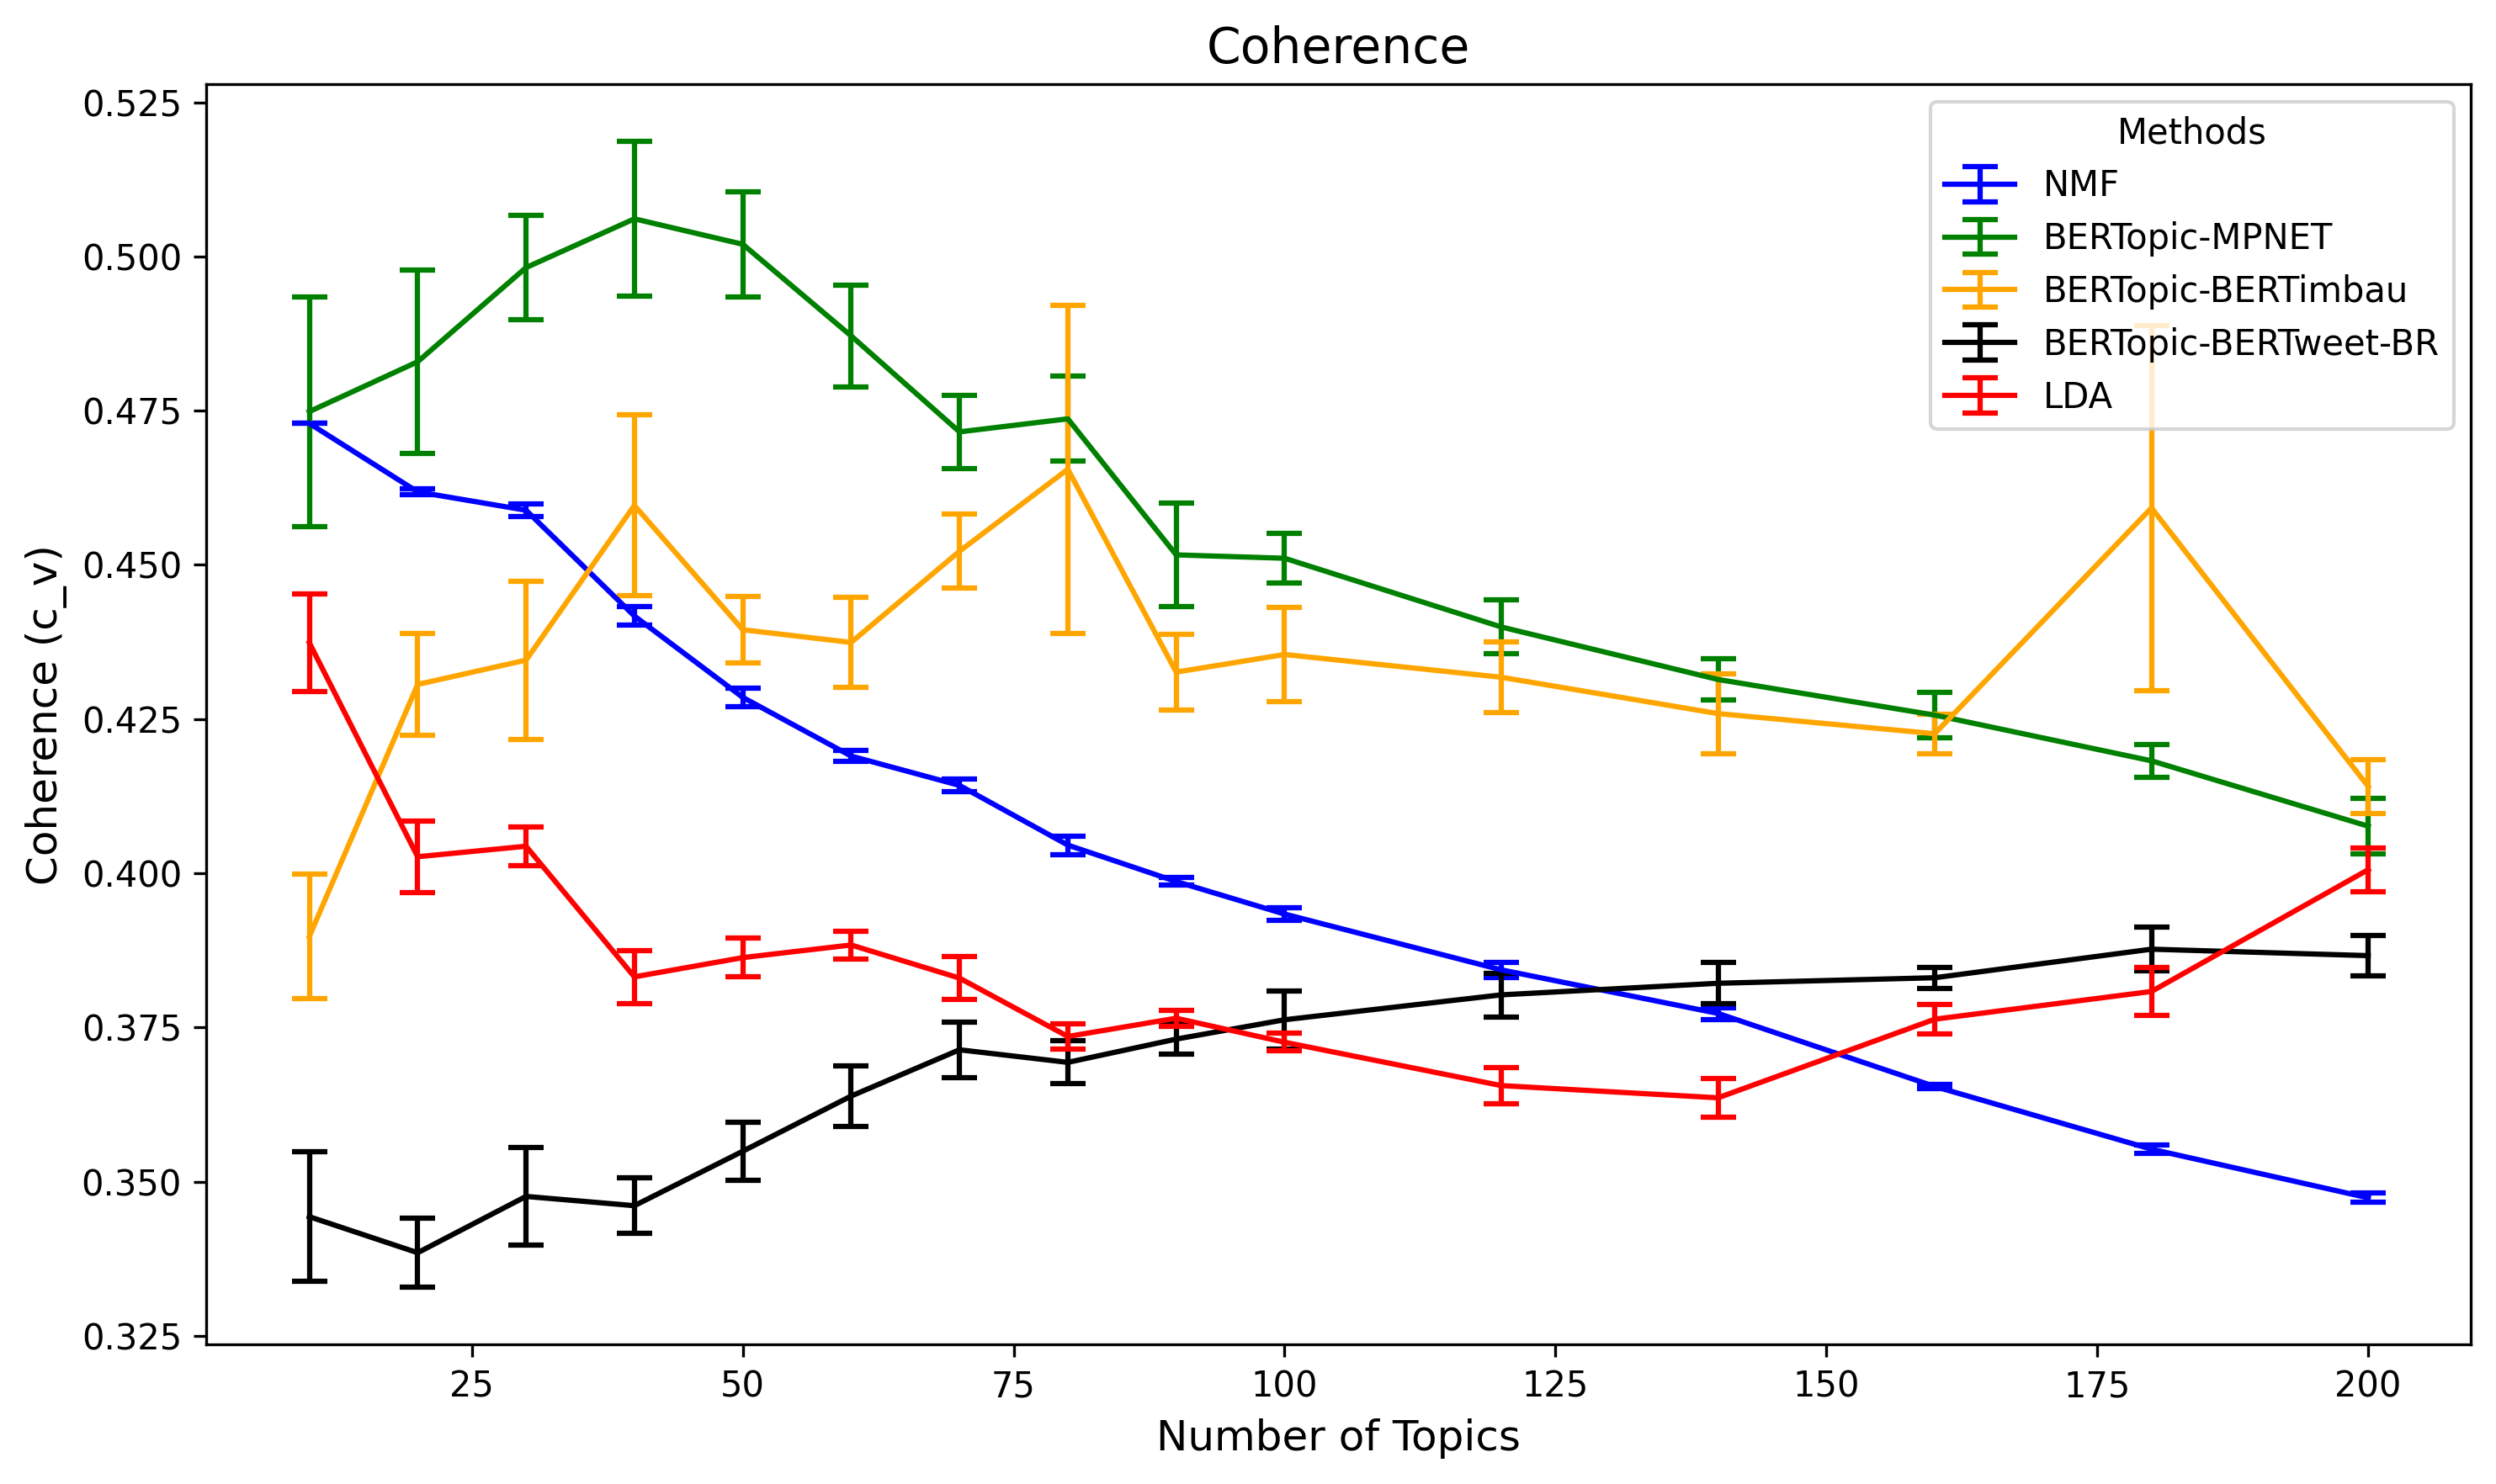 Coherence
0.525
0.500
0.475
0.450
0.425
0.400
0.375
0.350
0.325
Coherence (c_v)
Methods
NMF
BERTopic-MPNET
BERTopic-BERTimbau
BERTopic-BERTweet-BR
LDA
25 50 75 100 125 150 175 200
Number of Topics